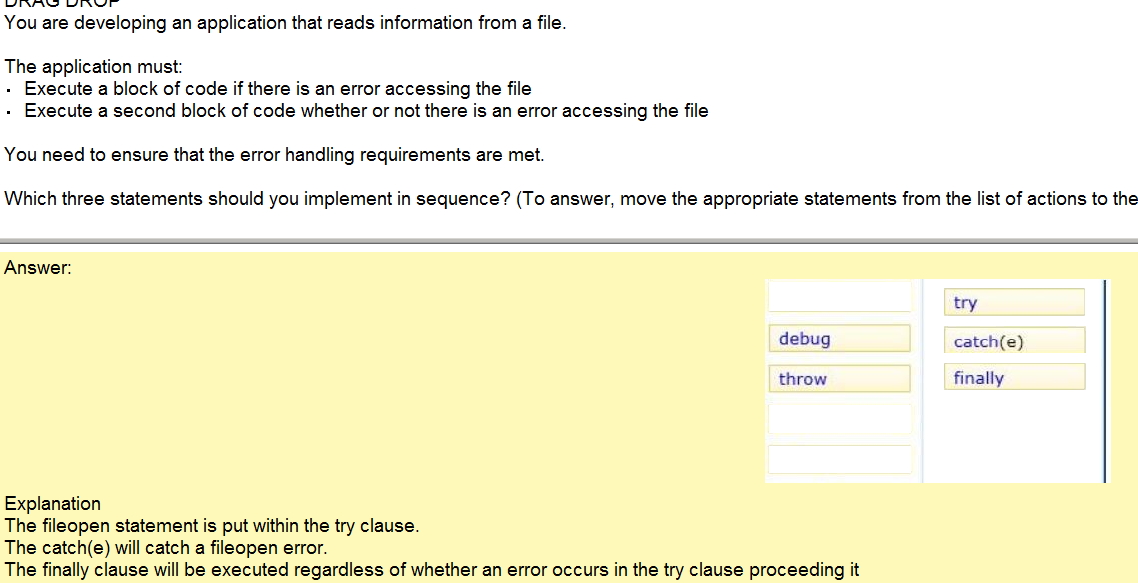 DRAG DROP
You are developing an application that reads information from a file.
The application must:
· Execute a block of code if there is an error accessing the file
· Execute a second block of code whether or not there is an error accessing the file
You need to ensure that the error handling requirements are met.
Which three statements should you implement in sequence? (To answer, move the appropriate statements from the list of actions to the
Answer:
try
debug
catch(e)
throw
finally
Explanation
The fileopen statement is put within the try clause.
The catch(e) will catch a fileopen error.
The finally clause will be executed regardless of whether an error occurs in the try clause proceeding it